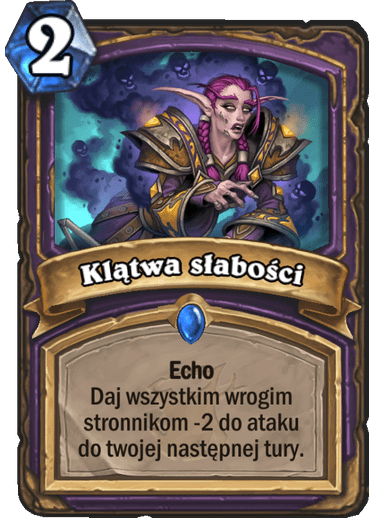 2
Klątwa słabości
Echo
Daj wszystkim wrogim
stronnikom -2 do ataku
do twojej następnej tury.